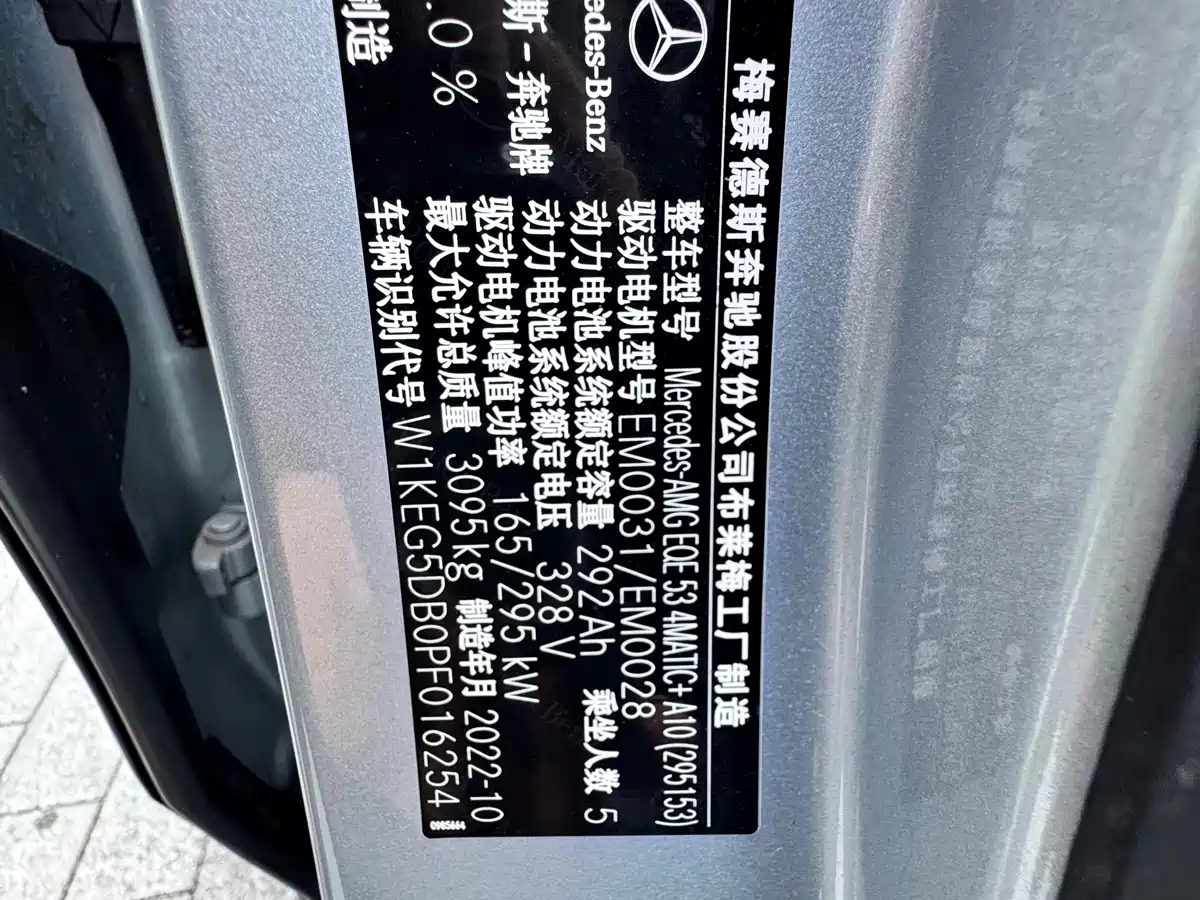 梅赛德斯奔驰股份公司布莱梅工厂制造
整车型号 Mercedes-AMG EQE 53 4MATIC+ A10(295153)
驱动电机型号 EM0031/EM0028
edes-Benz 动力电池系统额定容量 292Ah 乘坐人数 5
动力电池系统额定电压 328 V
斯-奔驰牌 驱动电机峰值功率 165/295 kW
.0% 最大允许总质量 3095kg 制造年月 2022-10
制造 车辆识别代号 W1KEG5DB0PF016254
0985664